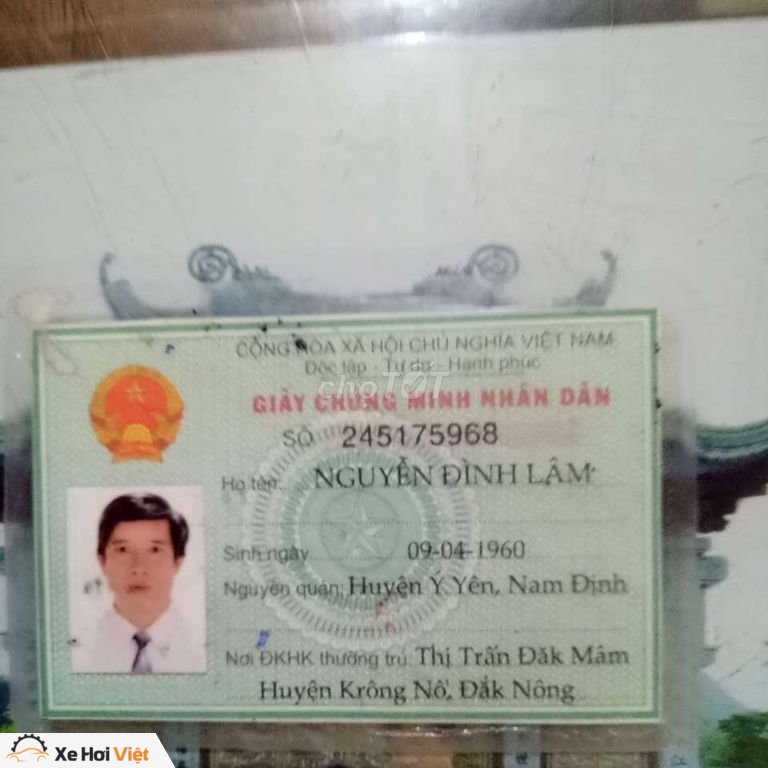 CỘNG HÒA XÃ HỘI CHỦ NGHĨA VIỆT NAM
Độc lập - Tự do - Hạnh phúc
choTỐT
GIẤY CHỨNG MINH NHÂN DÂN
SỐ 245175968
Họ tên NGUYỄN ĐÌNH LÂM
Sinh ngày 09-04-1960
Nguyên quán: Huyện Ý Yên, Nam Định
Nơi ĐKHK thường trú: Thị Trấn Đăk Mâm
Huyện Krông Nô, Đắk Nông
Xe Hơi Việt